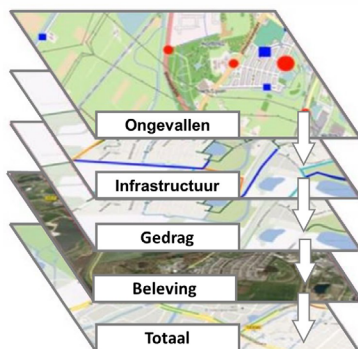 Ongevallen
Infrastructuur
Gedrag
Beleving
Totaal